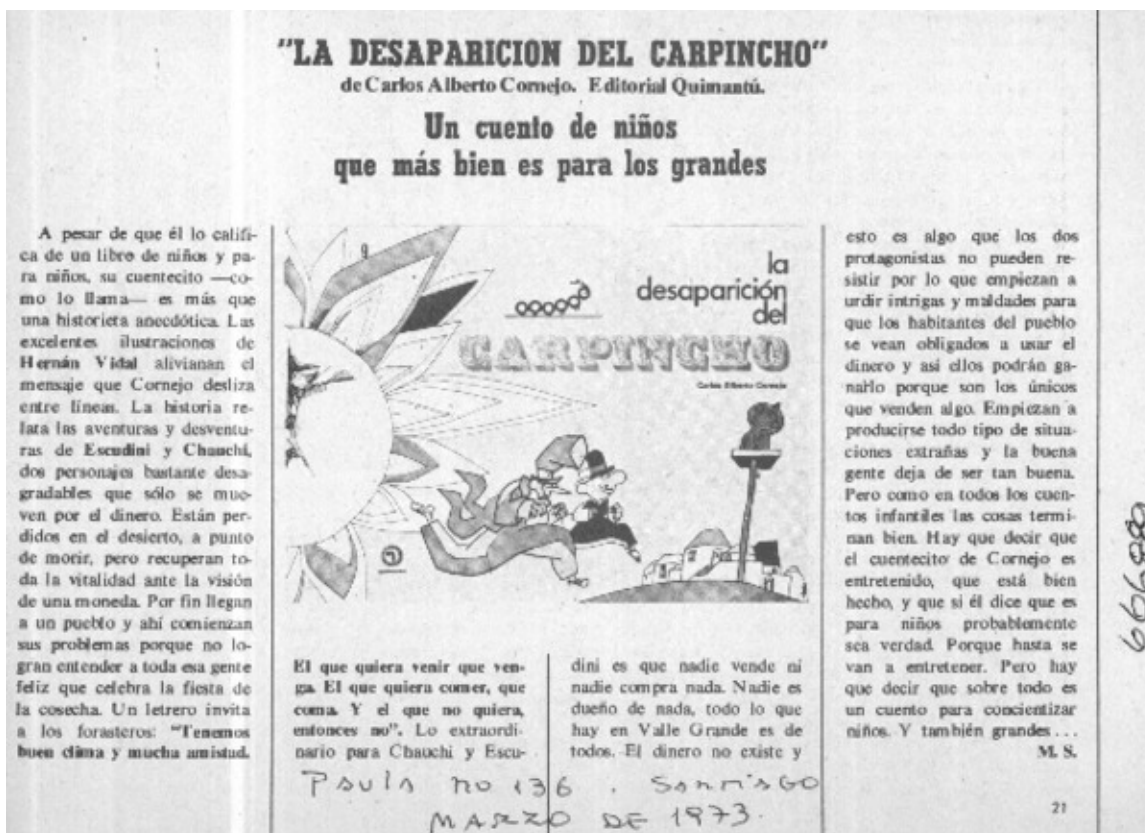 "LA DESAPARICION DEL CARPINCHO"
de Carlos Alberto Cornejo. Editorial Quimantú.
Un cuento de niños
que más bien es para los grandes
A pesar de que él lo califi-
ca de un libro de niños y pa-
ra niños, su cuentecito —co-
mo lo llama— es más que
una historieta anecdótica. Las
excelentes ilustraciones de
Hernán Vidal alivianan el
mensaje que Cornejo desliza
entre líneas. La historia re-
lata las aventuras y desventu-
ras de Escudini y Chauchi,
dos personajes bastante desa-
gradables que sólo se mue-
ven por el dinero. Están per-
didos en el desierto, a punto
de morir, pero recuperan to-
da la vitalidad ante la visión
de una moneda. Por fin llegan
a un pueblo y ahí comienzan
sus problemas porque no lo-
gran entender a toda esa gente
feliz que celebra la fiesta de
la cosecha. Un letrero invita
a los forasteros: "Tenemos
buen clima y mucha amistad.
la
desaparición
del
CARPINCHO
Carlos Alberto Cornejo
El que quiera venir que ven-
ga. El que quiera comer, que
coma. Y el que no quiera,
entonces no". Lo extraordi-
nario para Chauchi y Escu-
dini es que nadie vende ni
nadie compra nada. Nadie es
dueño de nada, todo lo que
hay en Valle Grande es de
todos. El dinero no existe y
esto es algo que los dos
protagonistas no pueden re-
sistir por lo que empiezan a
urdir intrigas y maldades para
que los habitantes del pueblo
se vean obligados a usar el
dinero y así ellos podrán ga-
narlo porque son los únicos
que venden algo. Empiezan a
producirse todo tipo de situa-
ciones extrañas y la buena
gente deja de ser tan buena.
Pero como en todos los cuen-
tos infantiles las cosas termi-
nan bien. Hay que decir que
el cuentecito de Cornejo es
entretenido, que está bien
hecho, y que si él dice que es
para niños probablemente
sea verdad. Porque hasta se
van a entretener. Pero hay
que decir que sobre todo es
un cuento para concientizar
niños. Y también grandes...
M. S.
PAULA no 136. SANTIAGO
MARZO DE 1973.
21